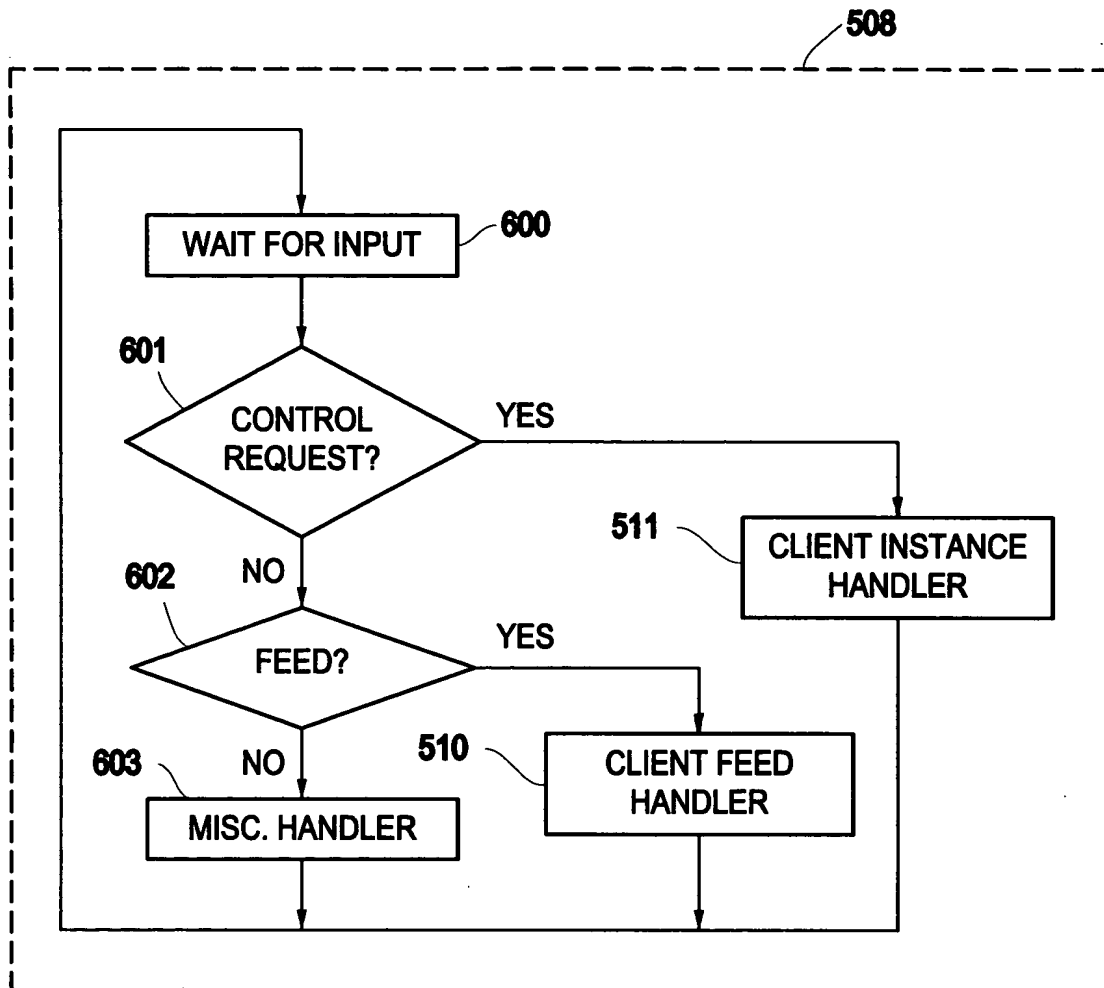 508
WAIT FOR INPUT
600
601
CONTROL
REQUEST?
YES
511
CLIENT INSTANCE
HANDLER
NO
602
FEED?
YES
603
NO
510
CLIENT FEED
HANDLER
MISC. HANDLER